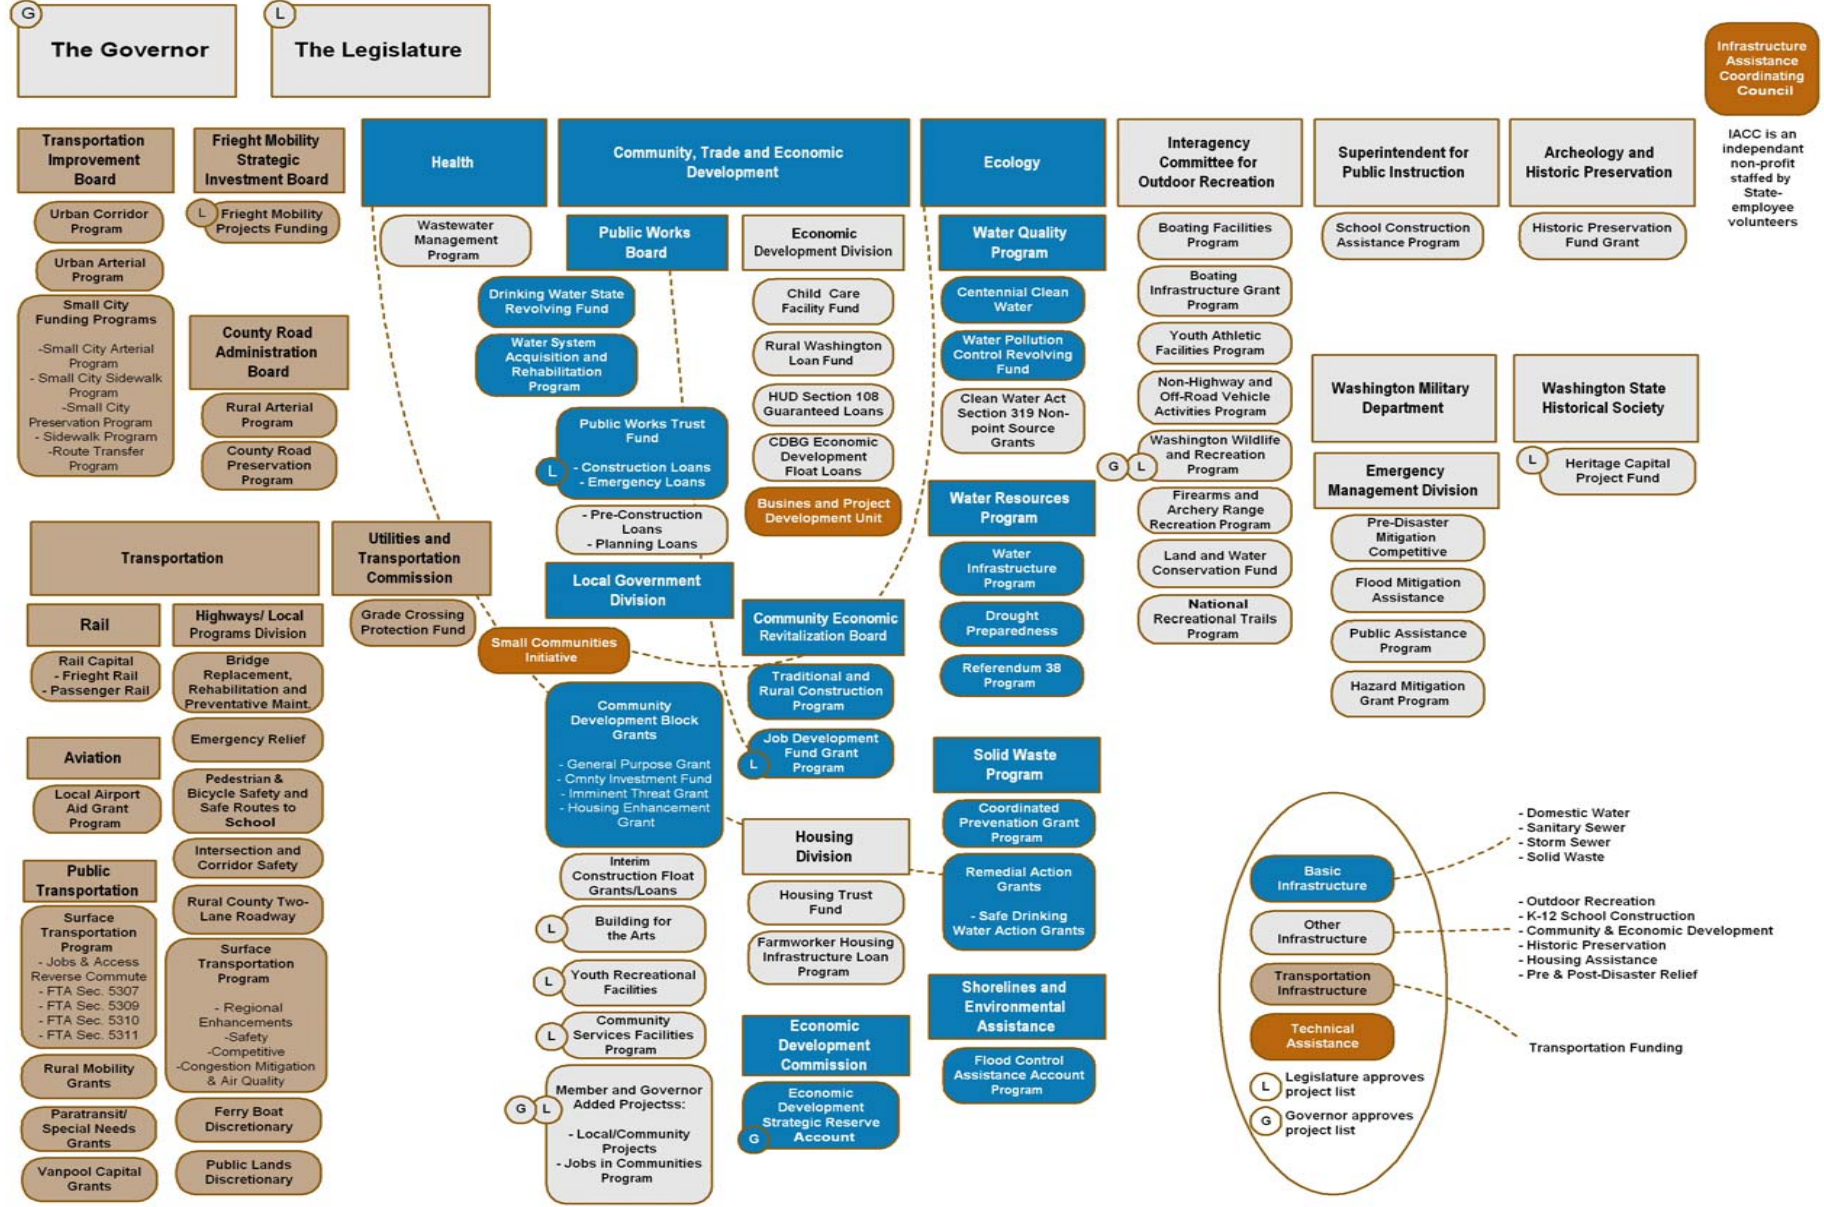 G
The Governor
L
The Legislature
Infrastructure
Assistance
Coordinating
Council
IACC is an
independant
non-profit
staffed by
State-
employee
volunteers
Transportation
Improvement
Board
Urban Corridor
Program
Urban Arterial
Program
Small City
Funding Programs
-Small City Arterial
Program
- Small City Sidewalk
Program
-Small City
Preservation Program
- Sidewalk Program
-Route Transfer
Program
Frieght Mobility
Strategic
Investment Board
L
Frieght Mobility
Projects Funding
County Road
Administration
Board
Rural Arterial
Program
County Road
Preservation
Program
Transportation
Rail
Rail Capital
- Frieght Rail
- Passenger Rail
Aviation
Local Airport
Aid Grant
Program
Public
Transportation
Surface
Transportation
Program
- Jobs & Access
Reverse Commute
- FTA Sec. 5307
- FTA Sec. 5309
- FTA Sec. 5310
- FTA Sec. 5311
Rural Mobility
Grants
Paratransit/
Special Needs
Grants
Vanpool Capital
Grants
Highways/ Local
Programs Division
Bridge
Replacement,
Rehabilitation and
Preventative Maint.
Emergency Relief
Pedestrian &
Bicycle Safety and
Safe Routes to
School
Intersection and
Corridor Safety
Rural County Two-
Lane Roadway
Surface
Transportation
Program
- Regional
Enhancements
-Safety
-Competitive
-Congestion Mitigation
& Air Quality
Ferry Boat
Discretionary
Public Lands
Discretionary
Utilities and
Transportation
Commission
Grade Crossing
Protection Fund
Health
Wastewater
Management
Program
Drinking Water State
Revolving Fund
Water System
Acquisition and
Rehabilitation
Program
Community, Trade and Economic
Development
Public Works
Board
Public Works Trust
Fund
L
- Construction Loans
- Emergency Loans
- Pre-Construction
Loans
- Planning Loans
Local Government
Division
Small Communities
Initiative
Community
Development Block
Grants
- General Purpose Grant
- Cmnty Investment Fund
- Imminent Threat Grant
- Housing Enhancement
Grant
Interim
Construction Float
Grants/Loans
L
Building for
the Arts
L
Youth Recreational
Facilities
L
Community
Services Facilities
Program
G
L
Member and Governor
Added Projectss:
- Local/Community
Projects
- Jobs in Communities
Program
Economic
Development Division
Child Care
Facility Fund
Rural Washington
Loan Fund
HUD Section 108
Guaranteed Loans
CDBG Economic
Development
Float Loans
Busines and Project
Development Unit
Community Economic
Revitalization Board
Traditional and
Rural Construction
Program
L
Job Development
Fund Grant
Program
Housing
Division
Housing Trust
Fund
Farmworker Housing
Infrastructure Loan
Program
Economic
Development
Commission
G
Economic
Development
Strategic Reserve
Account
Ecology
Water Quality
Program
Centennial Clean
Water
Water Pollution
Control Revolving
Fund
Clean Water Act
Section 319 Non-
point Source
Grants
Water Resources
Program
Water
Infrastructure
Program
Drought
Preparedness
Referendum 38
Program
Solid Waste
Program
Coordinated
Prevenation Grant
Program
Remedial Action
Grants
- Safe Drinking
Water Action Grants
Shorelines and
Environmental
Assistance
Flood Control
Assistance Account
Program
Interagency
Committee for
Outdoor Recreation
Boating Facilities
Program
Boating
Infrastructure Grant
Program
Youth Athletic
Facilities Program
Non-Highway and
Off-Road Vehicle
Activities Program
G
L
Washington Wildlife
and Recreation
Program
Firearms and
Archery Range
Recreation Program
Land and Water
Conservation Fund
National
Recreational Trails
Program
Superintendent for
Public Instruction
School Construction
Assistance Program
Washington Military
Department
Emergency
Management Division
Pre-Disaster
Mitigation
Competitive
Flood Mitigation
Assistance
Public Assistance
Program
Hazard Mitigation
Grant Program
Archeology and
Historic Preservation
Historic Preservation
Fund Grant
Washington State
Historical Society
L
Heritage Capital
Project Fund
Basic
Infrastructure
- Domestic Water
- Sanitary Sewer
- Storm Sewer
- Solid Waste
Other
Infrastructure
- Outdoor Recreation
- K-12 School Construction
- Community & Economic Development
- Historic Preservation
- Housing Assistance
- Pre & Post-Disaster Relief
Transportation
Infrastructure
Transportation Funding
Technical
Assistance
L
Legislature approves
project list
G
Governor approves
project list